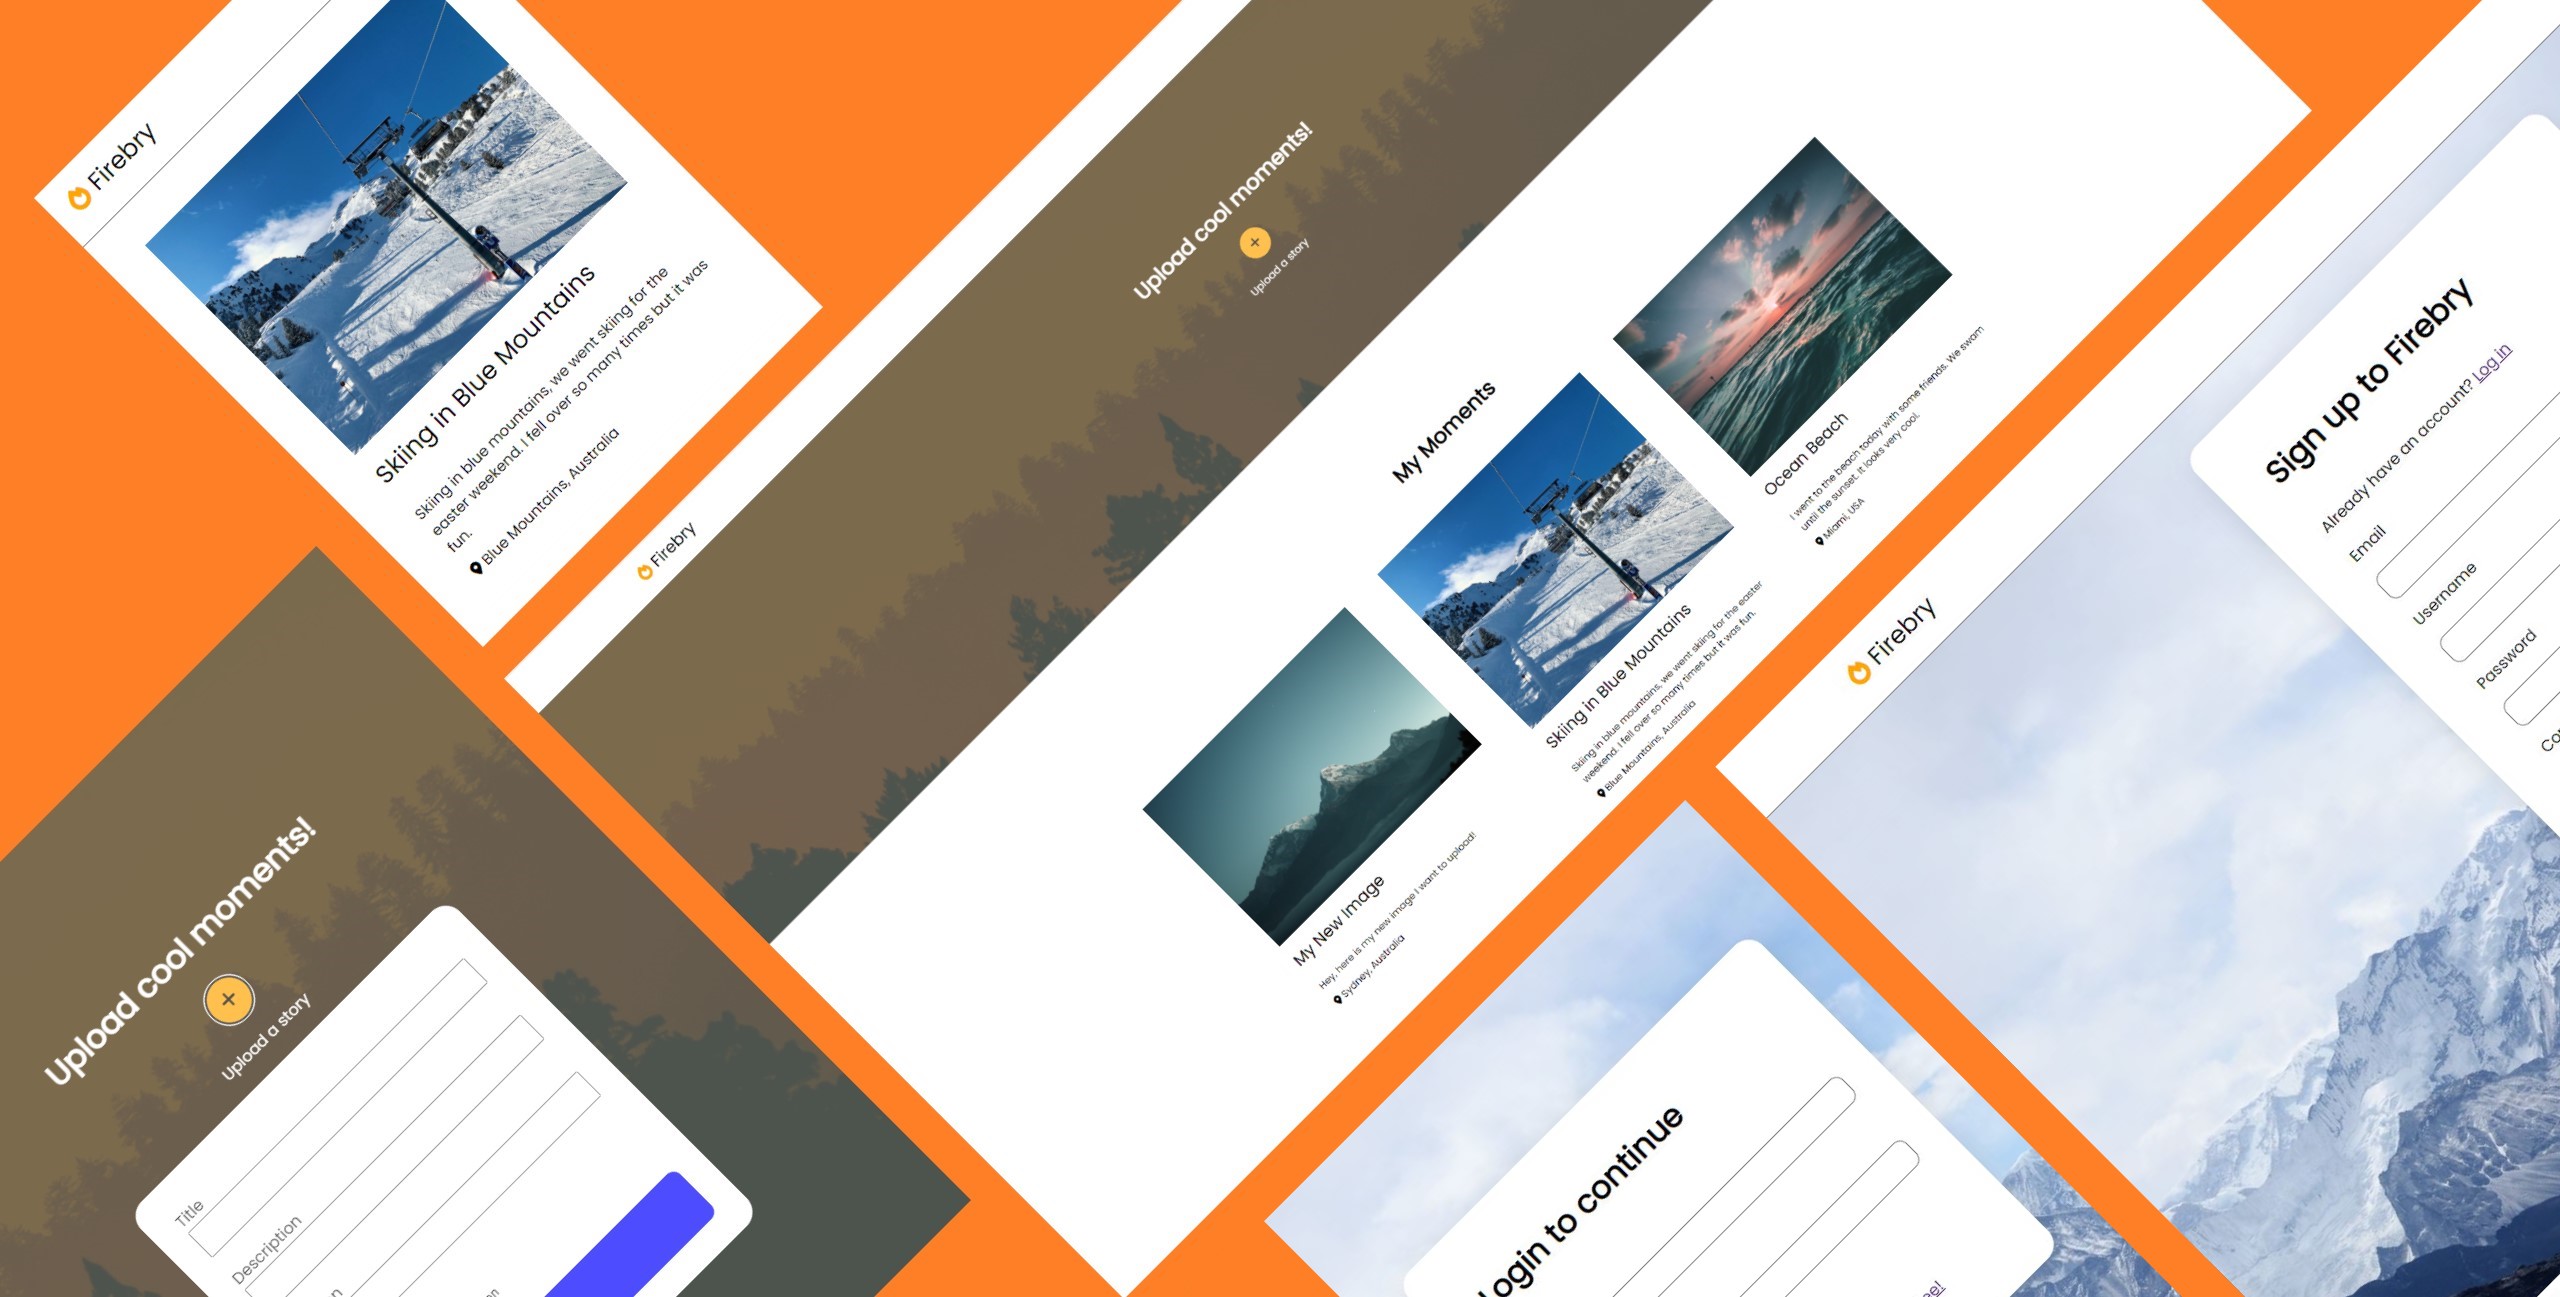 Firebry
Skiing in Blue Mountains
Skiing in blue mountains, we went skiing for the
easter weekend. I fell over so many times but it was
fun.
Blue Mountains, Australia
Upload cool moments!
Upload a story
Title
Description
Firebry
Upload cool moments!
Upload a story
My Moments
My New Image
Hey, here is my new image I want to upload!
Sydney, Australia
Skiing in Blue Mountains
Skiing in blue mountains, we went skiing for the easter
weekend. I fell over so many times but it was fun.
Blue Mountains, Australia
Ocean Beach
I went to the beach today with some friends. We swam
until the sunset. It looks very cool.
Miami, USA
Login to continue
Firebry
Sign up to Firebry
Already have an account? Log in
Email
Username
Password